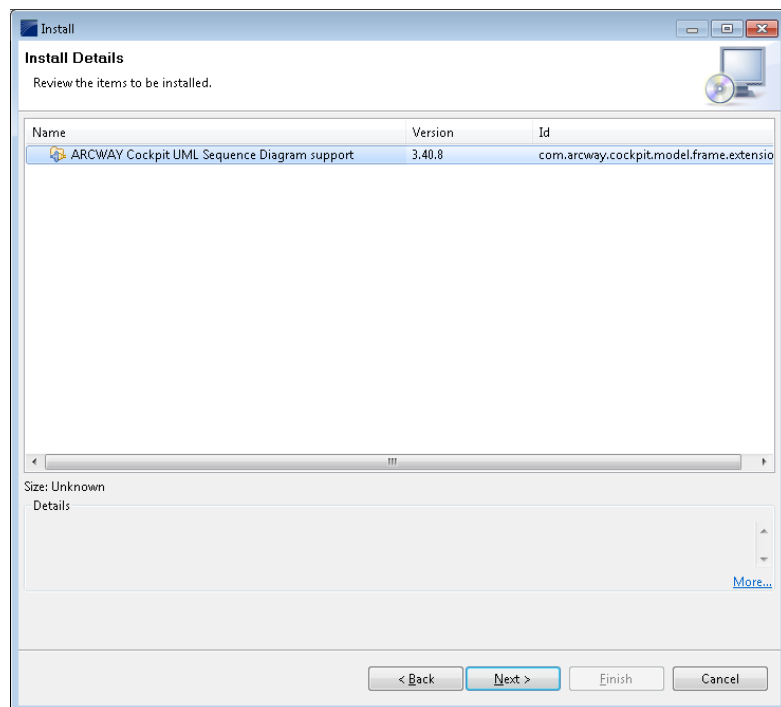 Install
Install Details
Review the items to be installed.
Name Version Id
ARCWAY Cockpit UML Sequence Diagram support 3.40.8 com.arcway.cockpit.model.frame.extensio
Size: Unknown
Details
More...
< Back Next > Finish Cancel